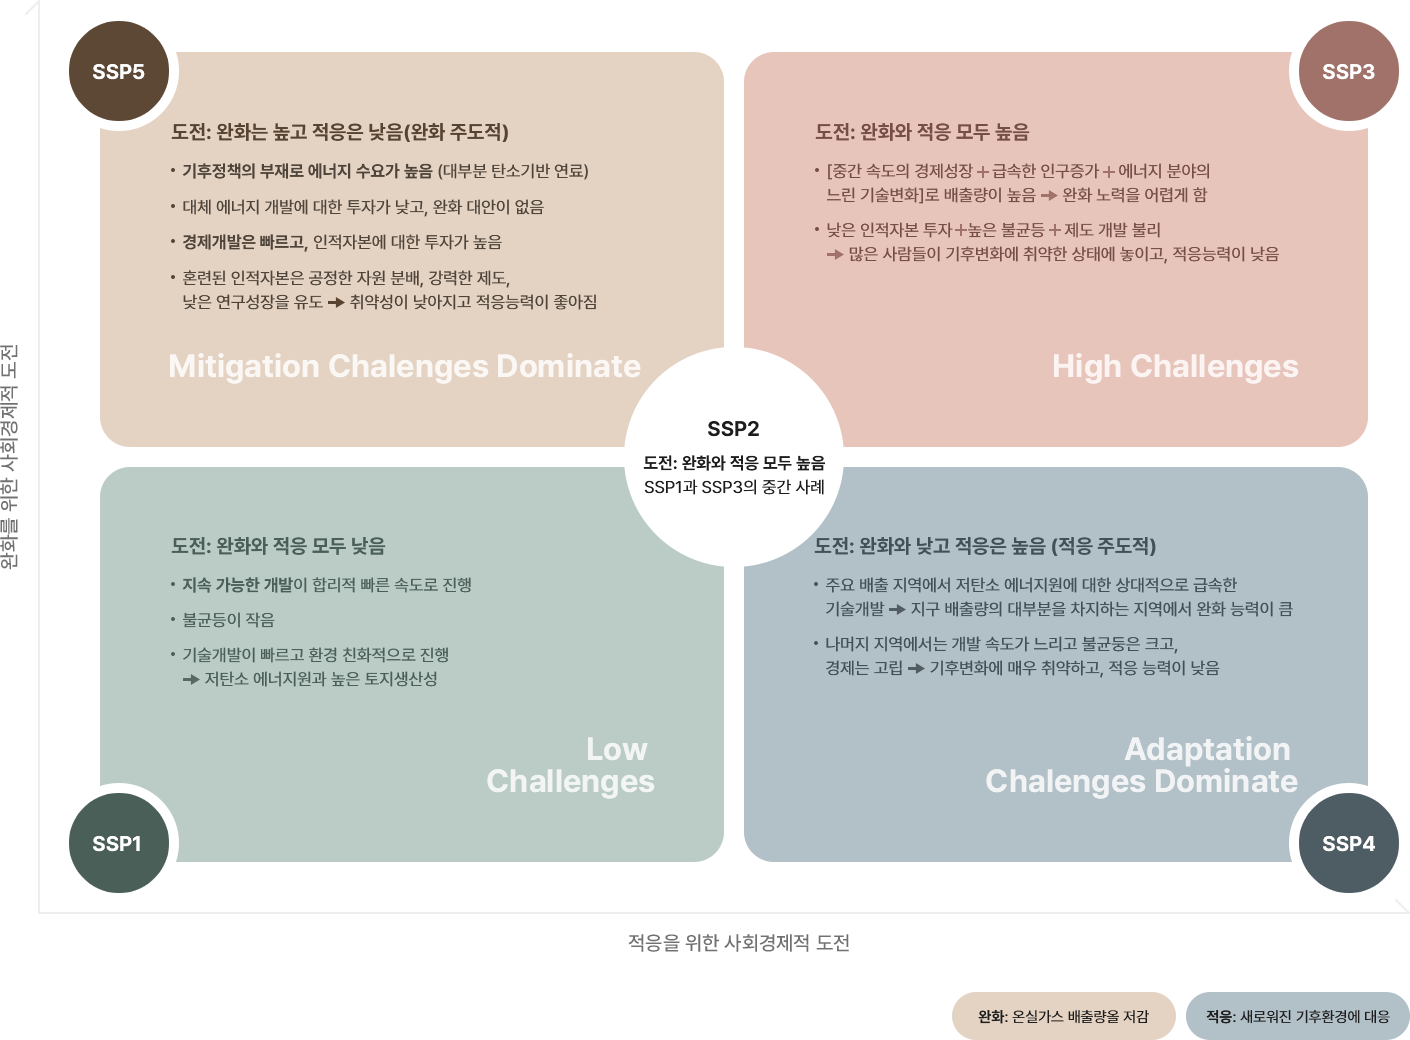 SSP5
도전: 완화는 높고 적응은 낮음(완화 주도적)
• 기후정책의 부재로 에너지 수요가 높음 (대부분 탄소기반 연료)
• 대체 에너지 개발에 대한 투자가 낮고, 완화 대안이 없음
• 경제개발은 빠르고, 인적자본에 대한 투자가 높음
• 훈련된 인적자본은 공정한 자원 분배, 강력한 제도,
낮은 연구성장을 유도 ➔ 취약성이 낮아지고 적응능력이 좋아짐
Mitigation Chalenges Dominate
SSP3
도전: 완화와 적응 모두 높음
• [중간 속도의 경제성장 + 급속한 인구증가 + 에너지 분야의
느린 기술변화]로 배출량이 높음 ➔ 완화 노력을 어렵게 함
• 낮은 인적자본 투자+높은 불균등 + 제도 개발 불리
➔ 많은 사람들이 기후변화에 취약한 상태에 놓이고, 적응능력이 낮음
High Challenges
SSP2
도전: 완화와 적응 모두 높음
SSP1과 SSP3의 중간 사례
도전: 완화와 적응 모두 낮음
• 지속 가능한 개발이 합리적 빠른 속도로 진행
• 불균등이 작음
• 기술개발이 빠르고 환경 친화적으로 진행
➔ 저탄소 에너지원과 높은 토지생산성
Low
Challenges
SSP1
도전: 완화와 낮고 적응은 높음 (적응 주도적)
• 주요 배출 지역에서 저탄소 에너지원에 대한 상대적으로 급속한
기술개발 ➔ 지구 배출량의 대부분을 차지하는 지역에서 완화 능력이 큼
• 나머지 지역에서는 개발 속도가 느리고 불균둥은 크고,
경제는 고립 ➔ 기후변화에 매우 취약하고, 적응 능력이 낮음
Adaptation
Chalenges Dominate
SSP4
완화를 위한 사회경제적 도전
적응을 위한 사회경제적 도전
완화: 온실가스 배출량올 저감
적응: 새로워진 기후환경에 대응